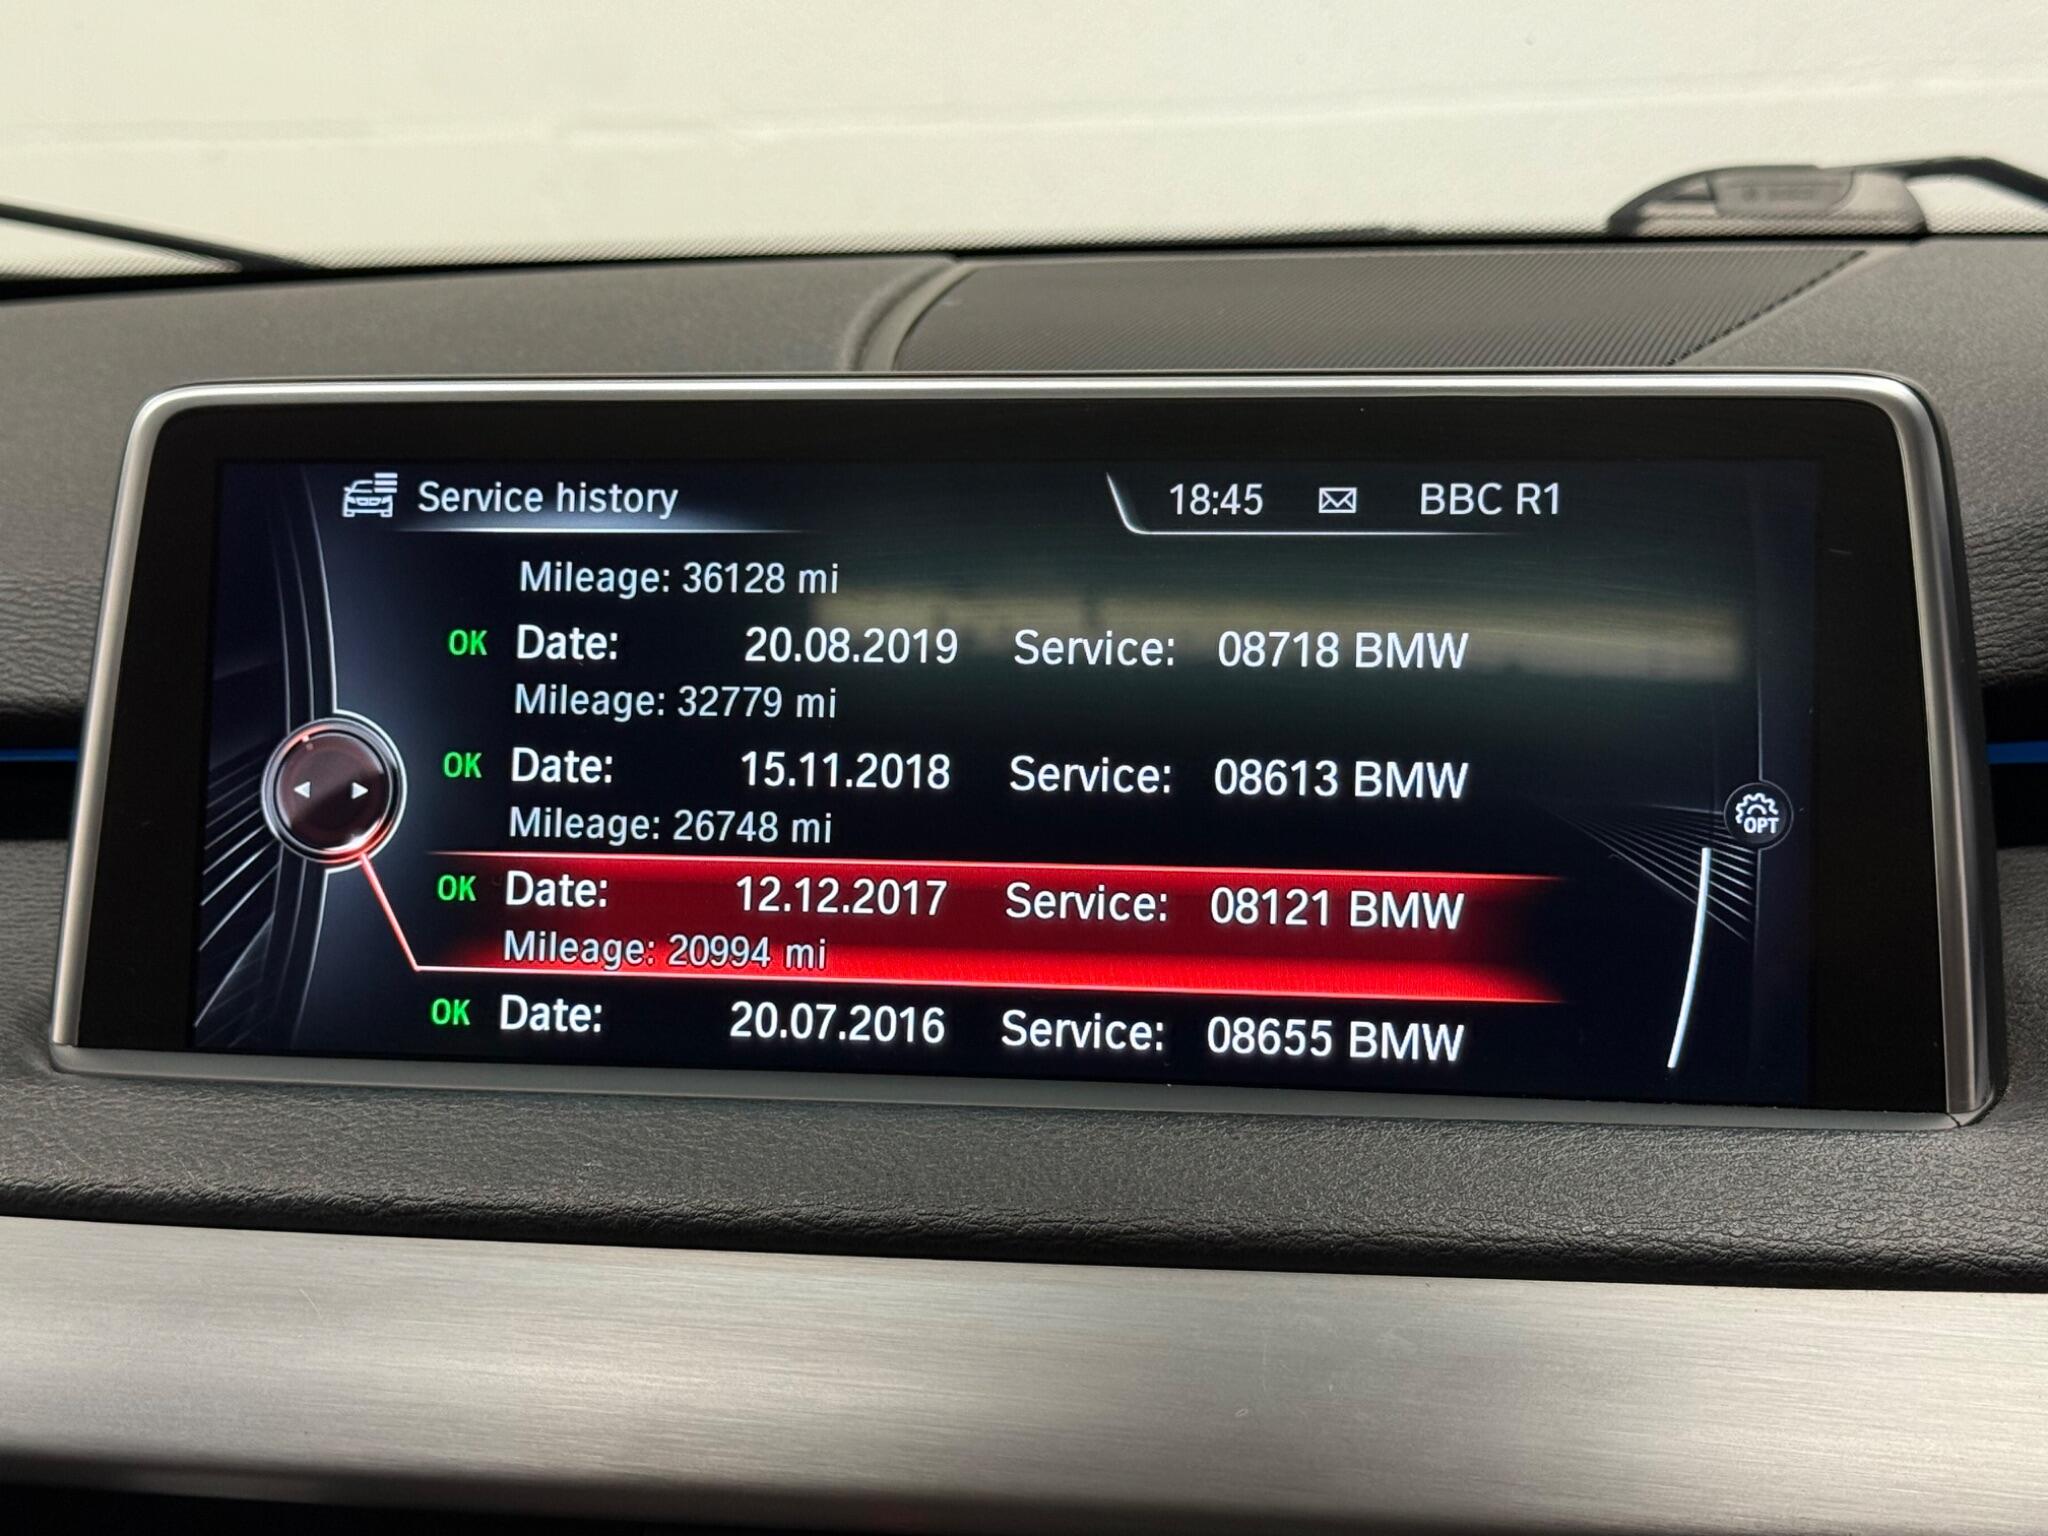 Service history 18:45 BBC R1
Mileage: 36128 mi
OK Date: 20.08.2019 Service: 08718 BMW
Mileage: 32779 mi
OK Date: 15.11.2018 Service: 08613 BMW
Mileage: 26748 mi
OPT
OK Date: 12.12.2017 Service: 08121 BMW
Mileage: 20994 mi
OK Date: 20.07.2016 Service: 08655 BMW